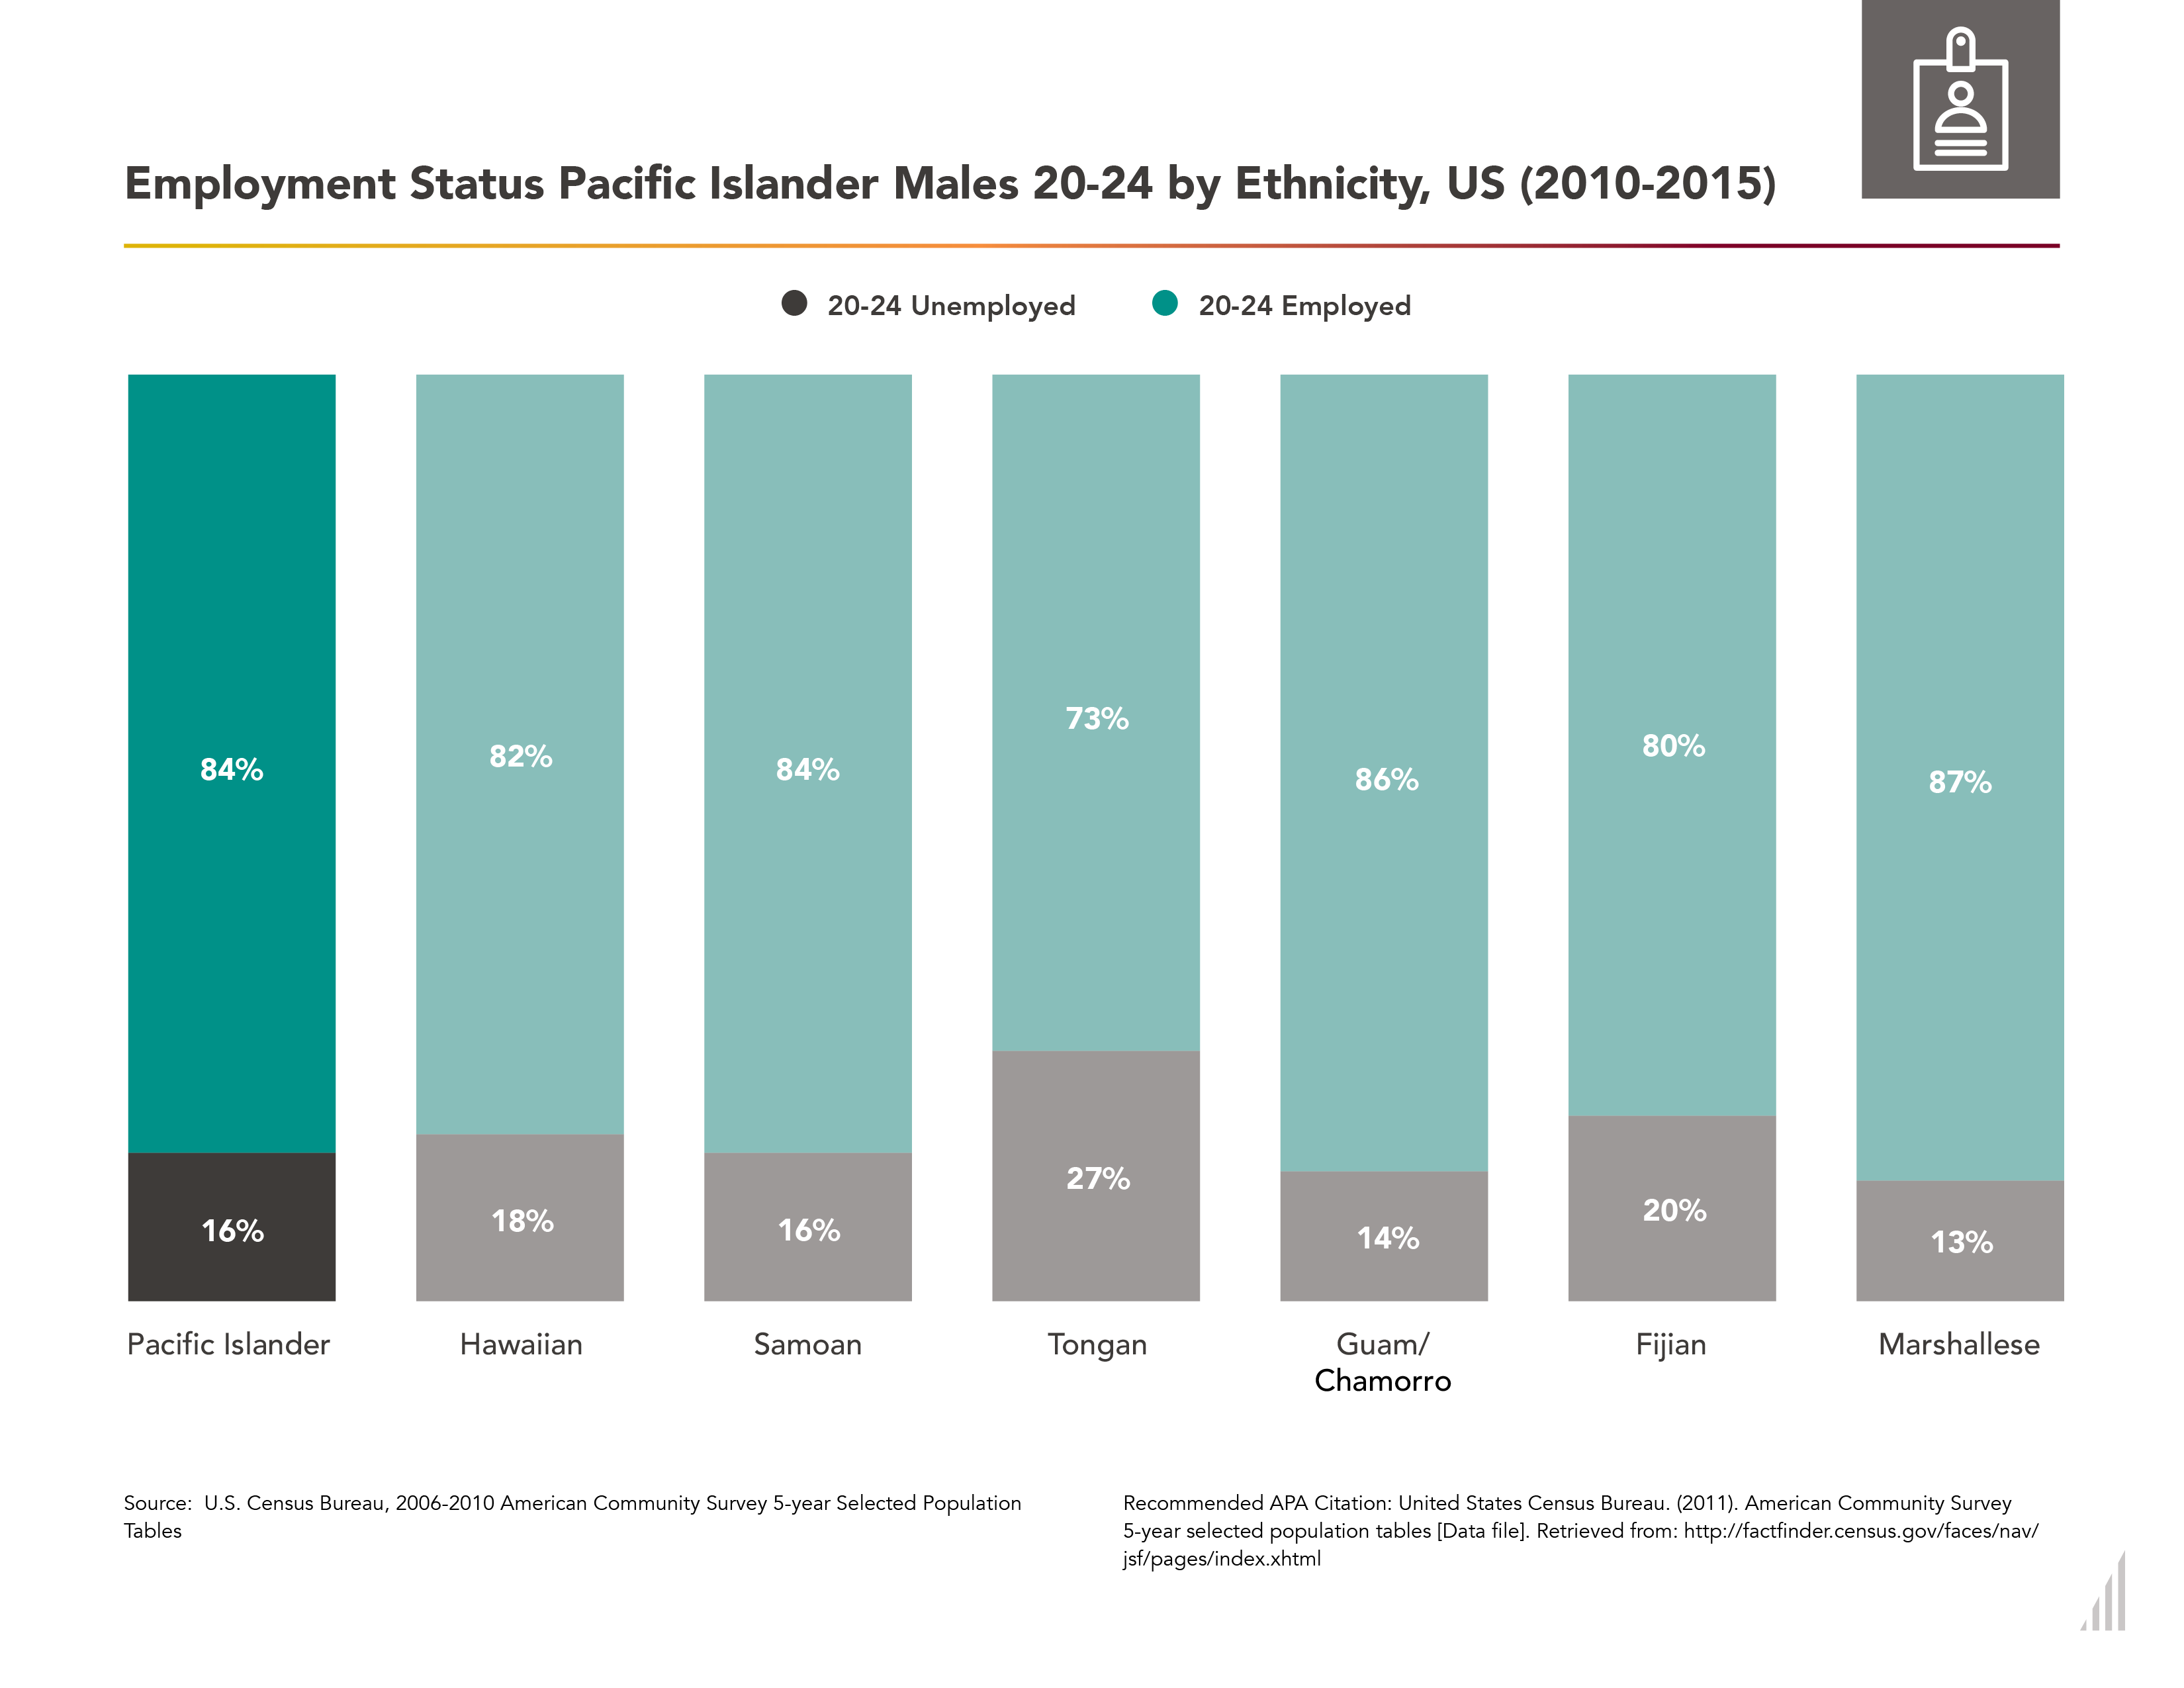 Employment Status Pacific Islander Males 20-24 by Ethnicity, US (2010-2015)
20-24 Unemployed
20-24 Employed
84%
82%
84%
73%
86%
80%
87%
16%
18%
16%
27%
14%
20%
13%
Pacific Islander
Hawaiian
Samoan
Tongan
Guam/
Chamorro
Fijian
Marshallese
Source:  U.S. Census Bureau, 2006-2010 American Community Survey 5-year Selected Population
Tables
Recommended APA Citation: United States Census Bureau. (2011). American Community Survey
5-year selected population tables [Data file]. Retrieved from: http://factfinder.census.gov/faces/nav/
jsf/pages/index.xhtml